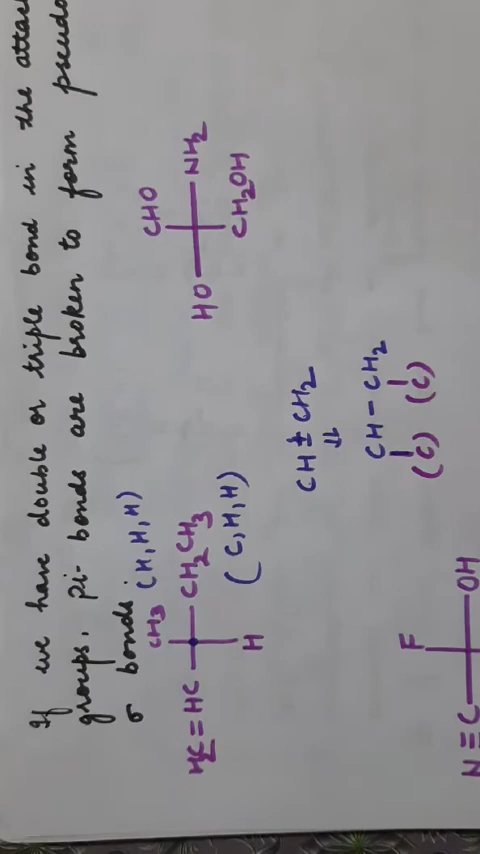 If we have double or triple bond in the attac
groups, pi- bonds are broken to form pseudo
σ bonds.
CH3 (H,H,H)
H2C=HC CH2CH3
H (C,H,H)
CHO
HO NH2
CH2OH
CH = CH2
⇓
CH - CH2
(C) (C)
F
N≡C OH